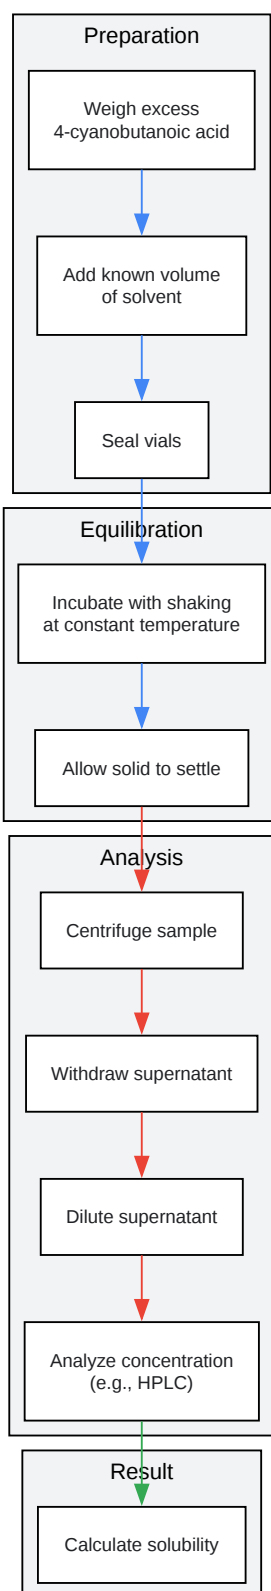 Preparation
Weigh excess
4-cyanobutanoic acid
Add known volume
of solvent
Seal vials
Equilibration
Incubate with shaking
at constant temperature
Allow solid to settle
Analysis
Centrifuge sample
Withdraw supernatant
Dilute supernatant
Analyze concentration
(e.g., HPLC)
Result
Calculate solubility